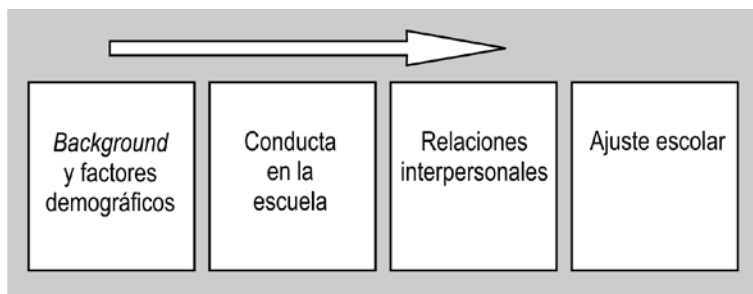 Background
y factores
demográficos
Conducta
en la
escuela
Relaciones
interpersonales
Ajuste escolar